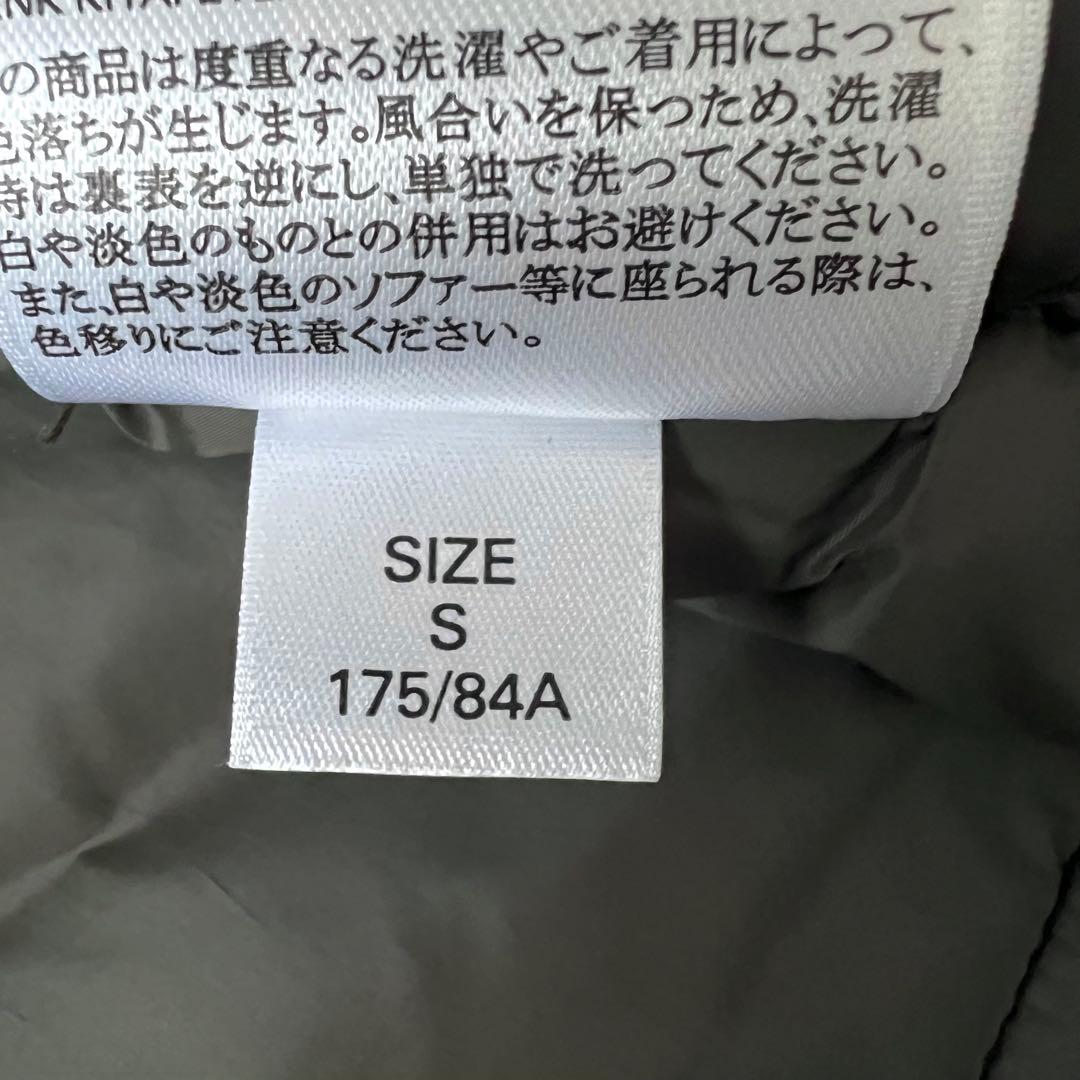 の商品は度重なる洗濯やご着用によって、
色落ちが生じます。風合いを保つため、洗濯
時は裏表を逆にし、単独で洗ってください。
白や淡色のものとの併用はお避けください。
また、白や淡色のソファー等に座られる際は、
色移りにご注意ください。
SIZE
S
175/84A